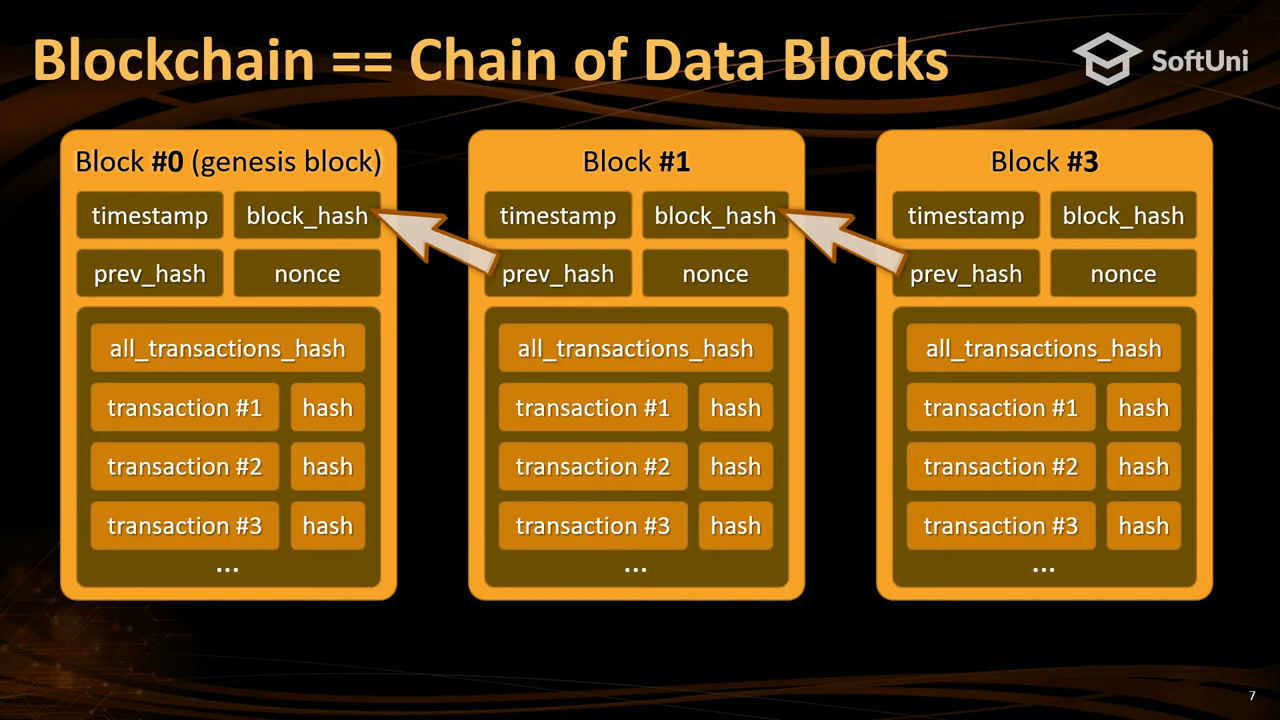 Blockchain == Chain of Data Blocks
SoftUni
Block #0 (genesis block)
timestamp
block_hash
prev_hash
nonce
all_transactions_hash
transaction #1
hash
transaction #2
hash
transaction #3
hash
...
Block #1
timestamp
block_hash
prev_hash
nonce
all_transactions_hash
transaction #1
hash
transaction #2
hash
transaction #3
hash
...
Block #3
timestamp
block_hash
prev_hash
nonce
all_transactions_hash
transaction #1
hash
transaction #2
hash
transaction #3
hash
...
7